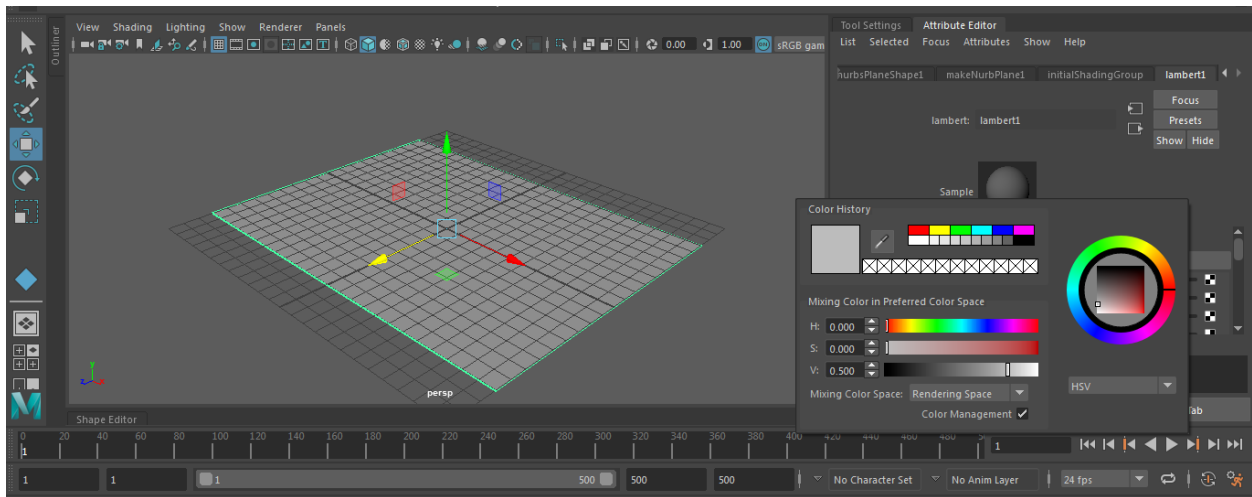 View Shading Lighting Show Renderer Panels
Outliner
0.00 1.00 sRGB gam
Tool Settings Attribute Editor
List Selected Focus Attributes Show Help
nurbsPlaneShape1 makeNurbPlane1 initialShadingGroup lambert1
Focus
lambert: lambert1
Presets
Show Hide
Sample
Color History
Mixing Color in Preferred Color Space
H: 0.000
S: 0.000
V: 0.500
Mixing Color Space: Rendering Space
Color Management
HSV
Tab
y
z x
persp
Shape Editor
0 20 40 60 80 100 120 140 160 180 200 220 240 260 280 300 320 340 360 380 400 420 440 460 480
1
1
1 1 1 500 500 500 No Character Set No Anim Layer 24 fps